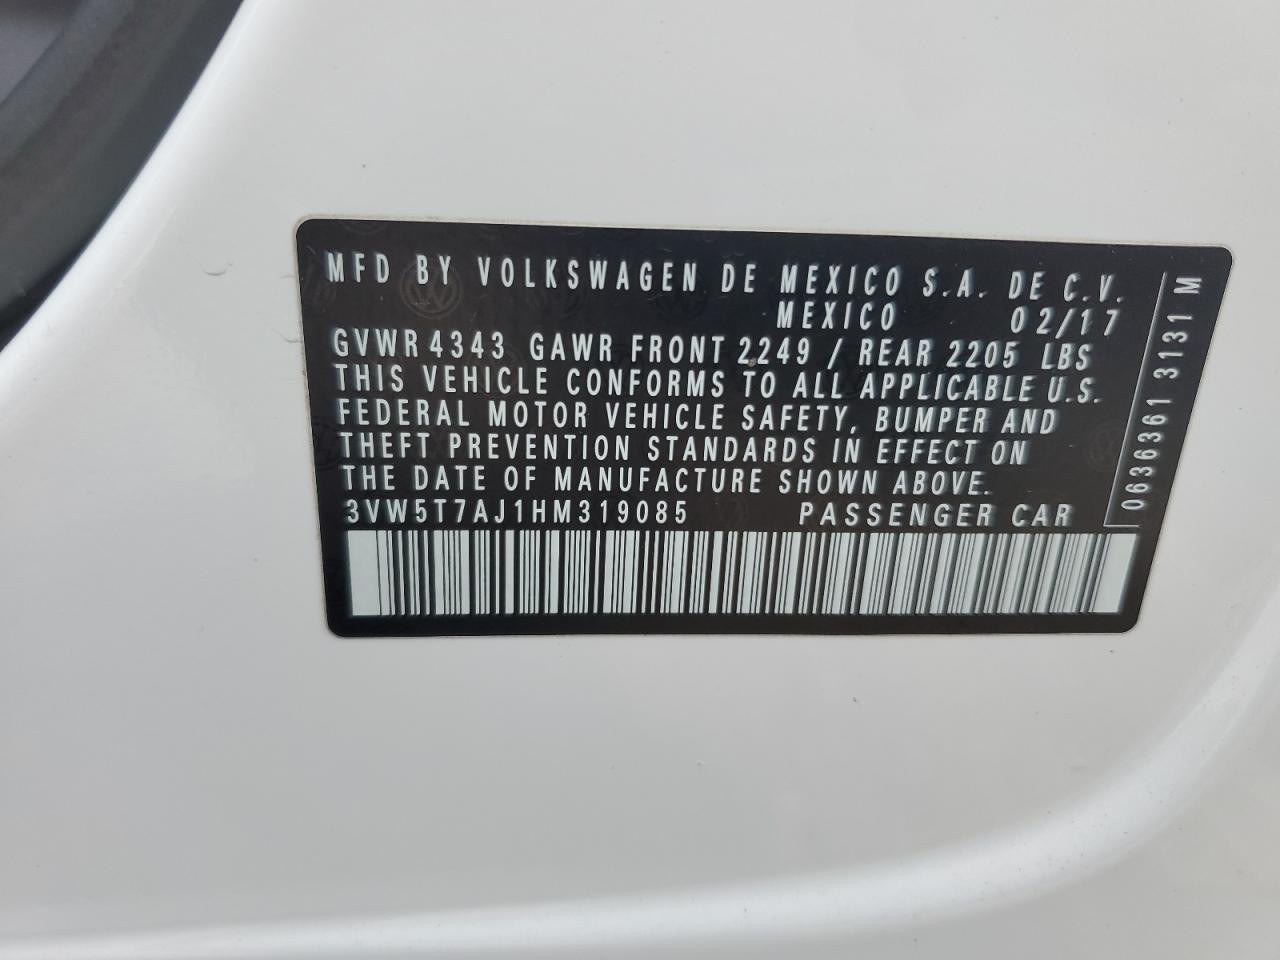 MFD BY VOLKSWAGEN DE MEXICO S.A. DE C.V.
MEXICO 02/17
GVWR 4343 GAWR FRONT 2249 / REAR 2205 LBS
THIS VEHICLE CONFORMS TO ALL APPLICABLE U.S.
FEDERAL MOTOR VEHICLE SAFETY, BUMPER AND
THEFT PREVENTION STANDARDS IN EFFECT ON
THE DATE OF MANUFACTURE SHOWN ABOVE.
3VW5T7AJ1HM319085 PASSENGER CAR
0636361 3131 M